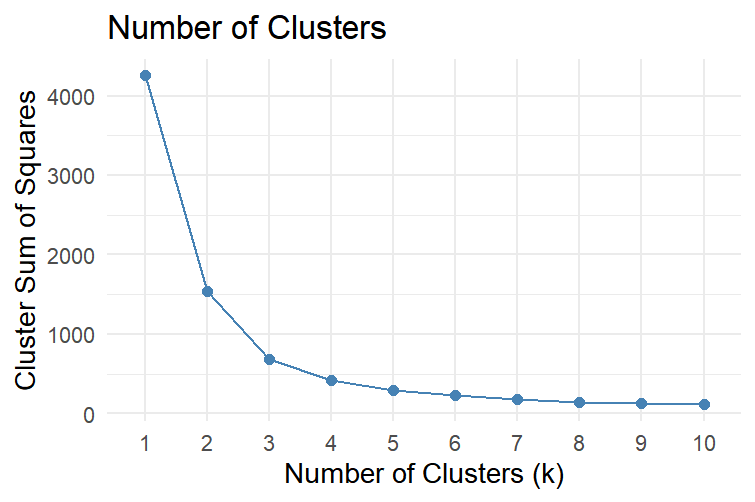 Number of Clusters
Cluster Sum of Squares
4000
3000
2000
1000
0
1 2 3 4 5 6 7 8 9 10
Number of Clusters (k)